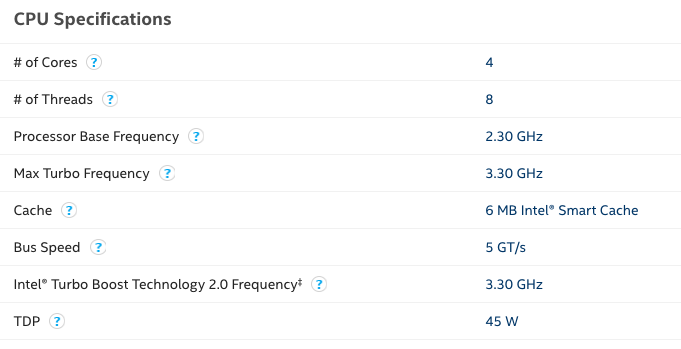 CPU Specifications
# of Cores ? 4
# of Threads ? 8
Processor Base Frequency ? 2.30 GHz
Max Turbo Frequency ? 3.30 GHz
Cache ? 6 MB Intel® Smart Cache
Bus Speed ? 5 GT/s
Intel® Turbo Boost Technology 2.0 Frequency‡ ? 3.30 GHz
TDP ? 45 W